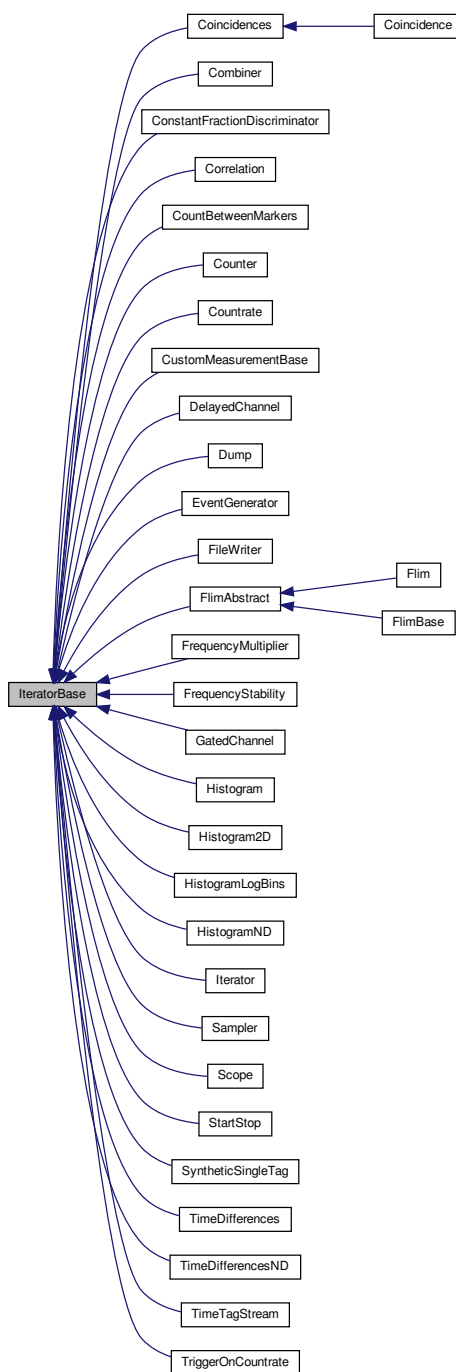 Coincidences
Coincidence
Combiner
ConstantFractionDiscriminator
Correlation
CountBetweenMarkers
Counter
Countrate
CustomMeasurementBase
DelayedChannel
Dump
EventGenerator
FileWriter
Flim
FlimAbstract
FlimBase
FrequencyMultiplier
IteratorBase
FrequencyStability
GatedChannel
Histogram
Histogram2D
HistogramLogBins
HistogramND
Iterator
Sampler
Scope
StartStop
SyntheticSingleTag
TimeDifferences
TimeDifferencesND
TimeTagStream
TriggerOnCountrate